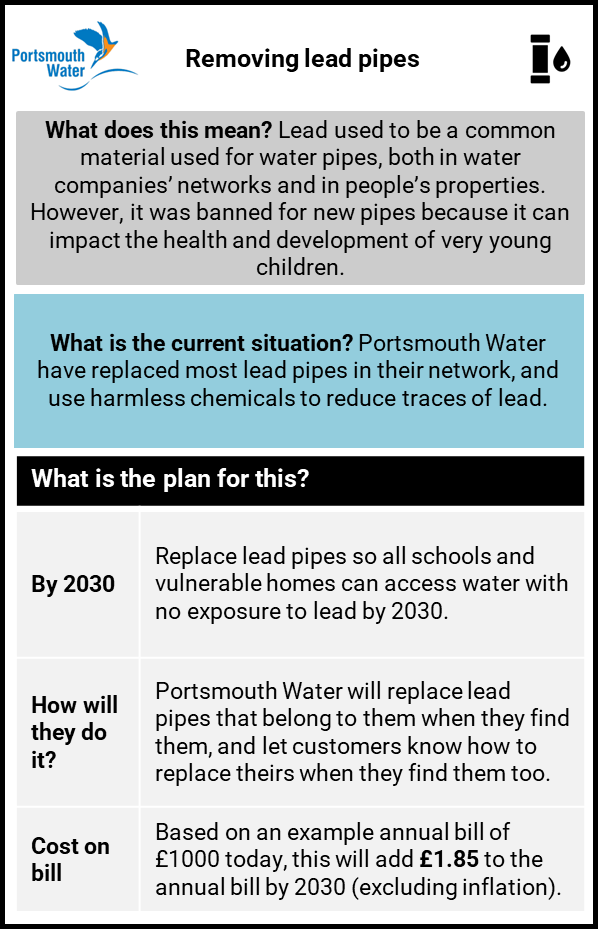 Portsmouth
Water
Removing lead pipes
What does this mean? Lead used to be a common
material used for water pipes, both in water
companies’ networks and in people’s properties.
However, it was banned for new pipes because it can
impact the health and development of very young
children.
What is the current situation? Portsmouth Water
have replaced most lead pipes in their network, and
use harmless chemicals to reduce traces of lead.
What is the plan for this?
By 2030
Replace lead pipes so all schools and
vulnerable homes can access water with
no exposure to lead by 2030.
How will
they do
it?
Portsmouth Water will replace lead
pipes that belong to them when they find
them, and let customers know how to
replace theirs when they find them too.
Cost on
bill
Based on an example annual bill of
£1000 today, this will add £1.85 to the
annual bill by 2030 (excluding inflation).